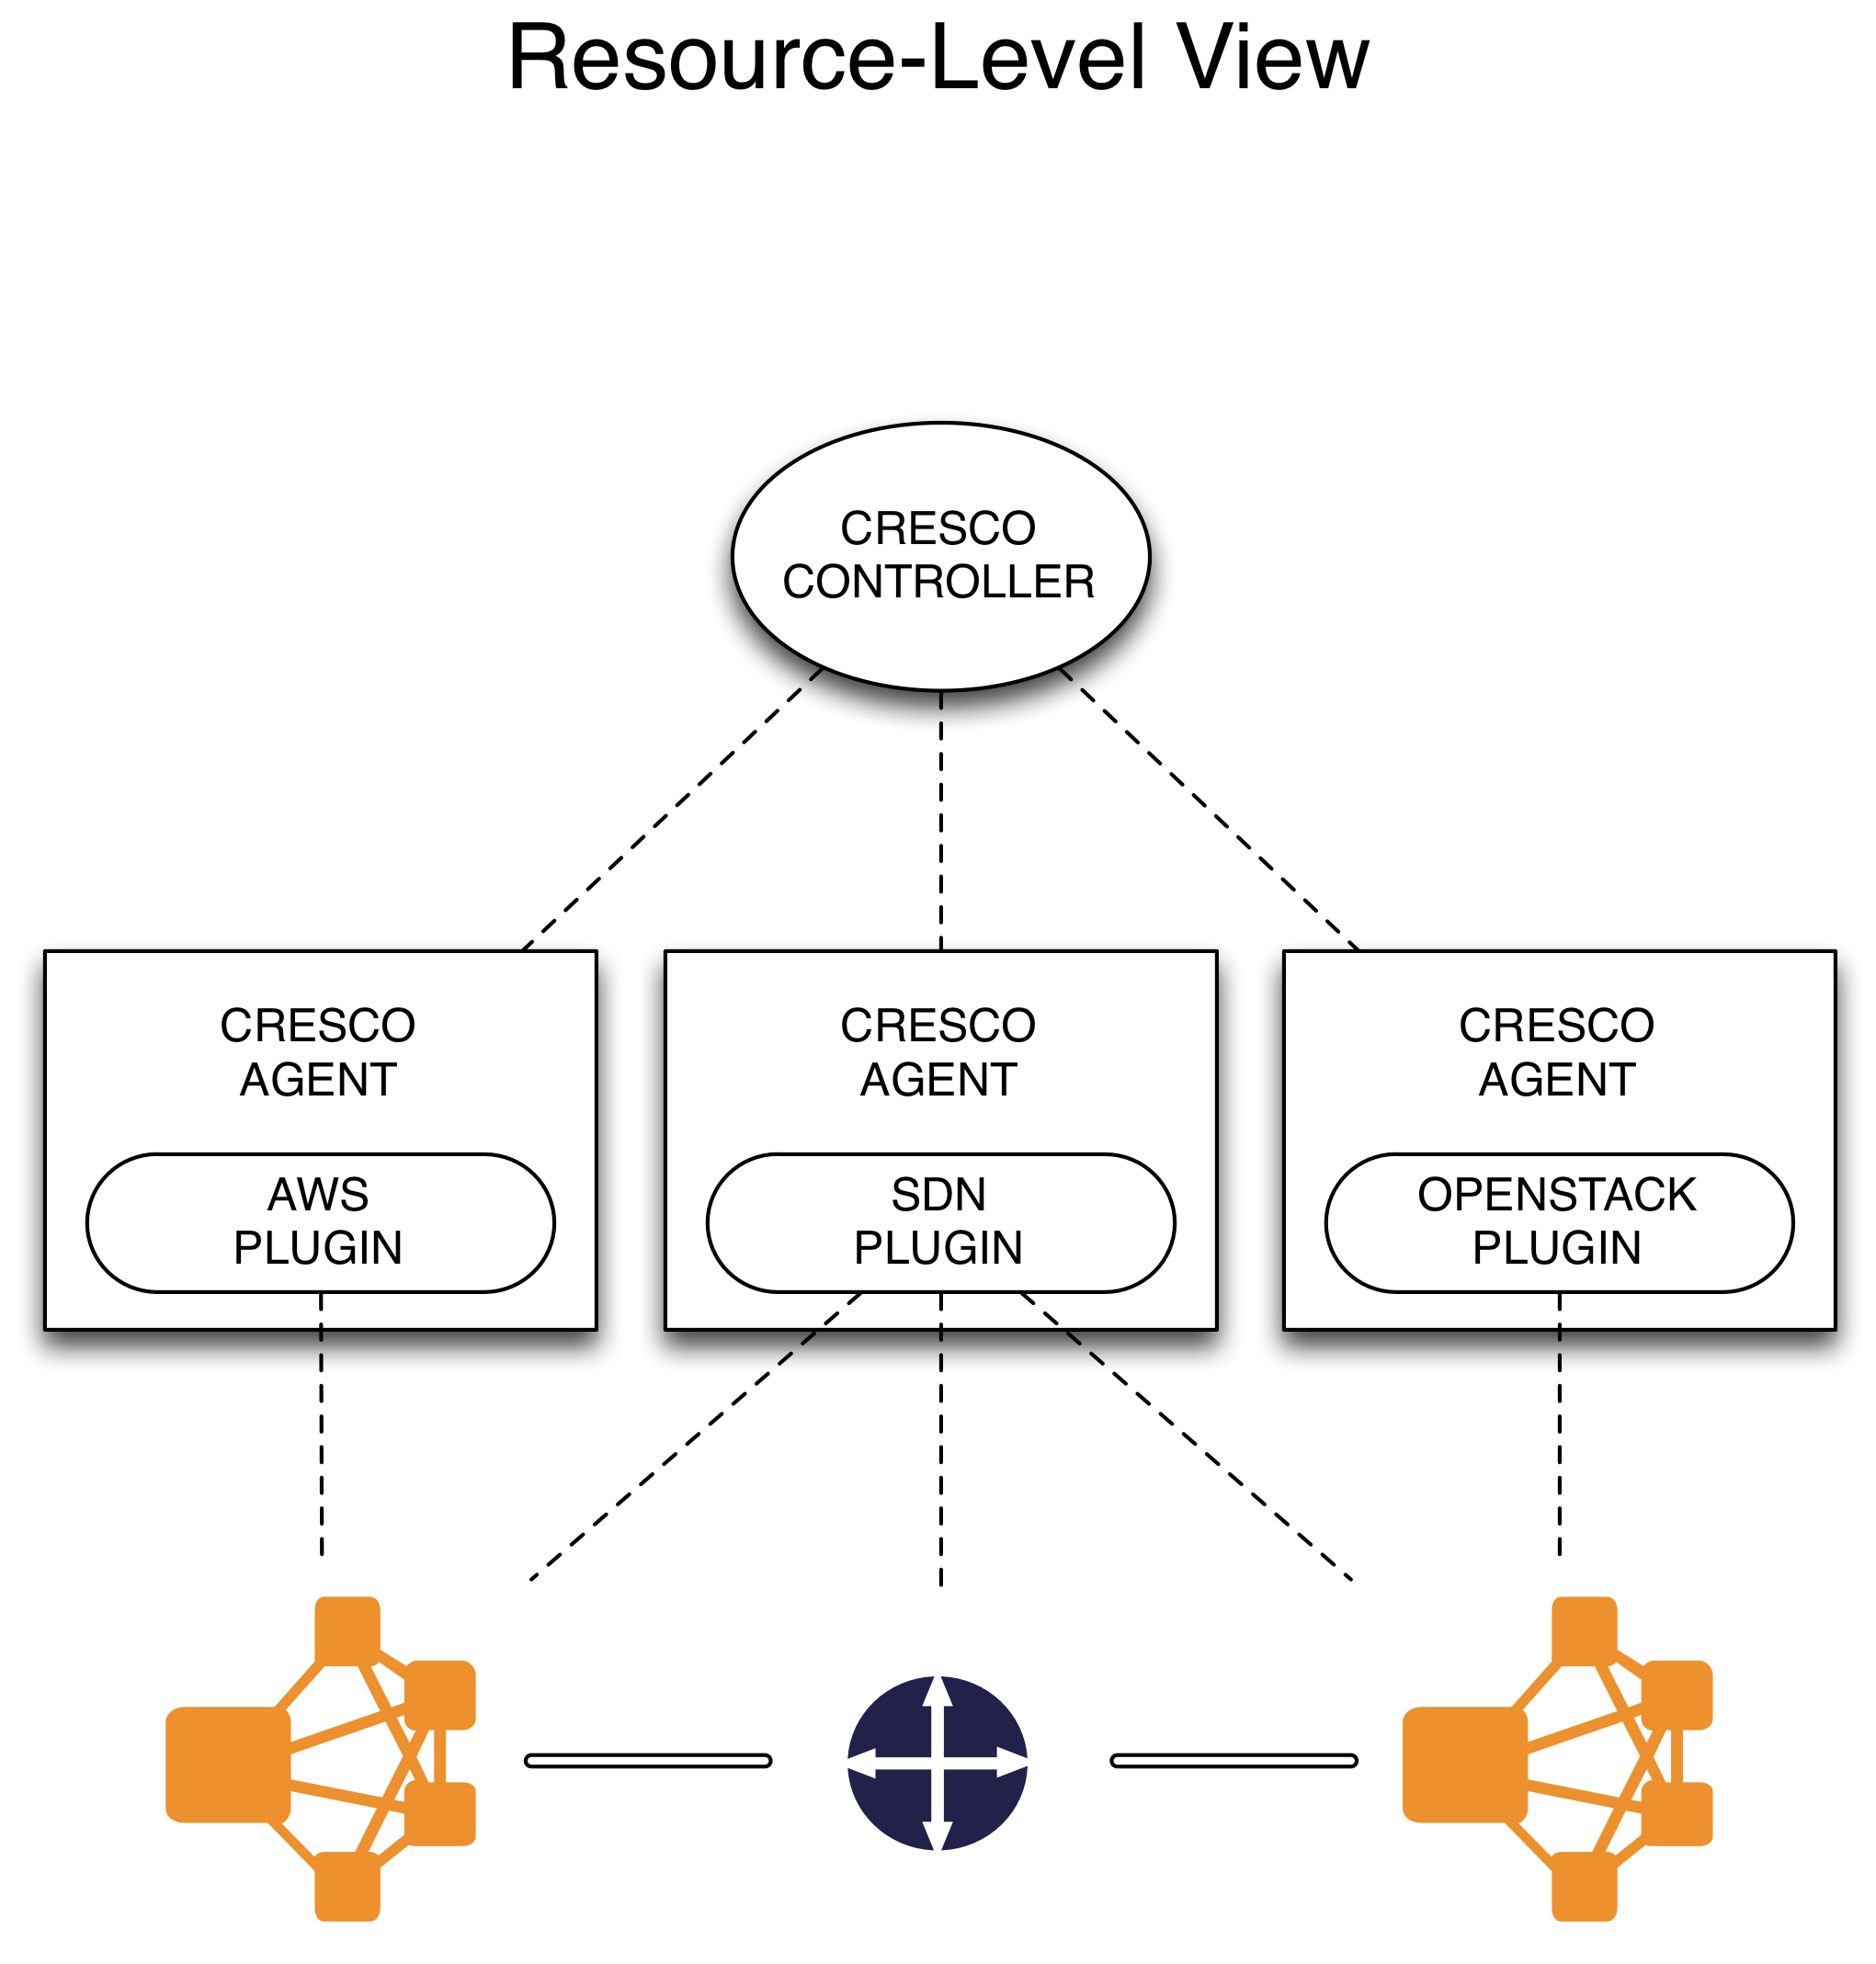 Resource-Level View
CRESCO
CONTROLLER
CRESCO
AGENT
AWS
PLUGIN
CRESCO
AGENT
SDN
PLUGIN
CRESCO
AGENT
OPENSTACK
PLUGIN